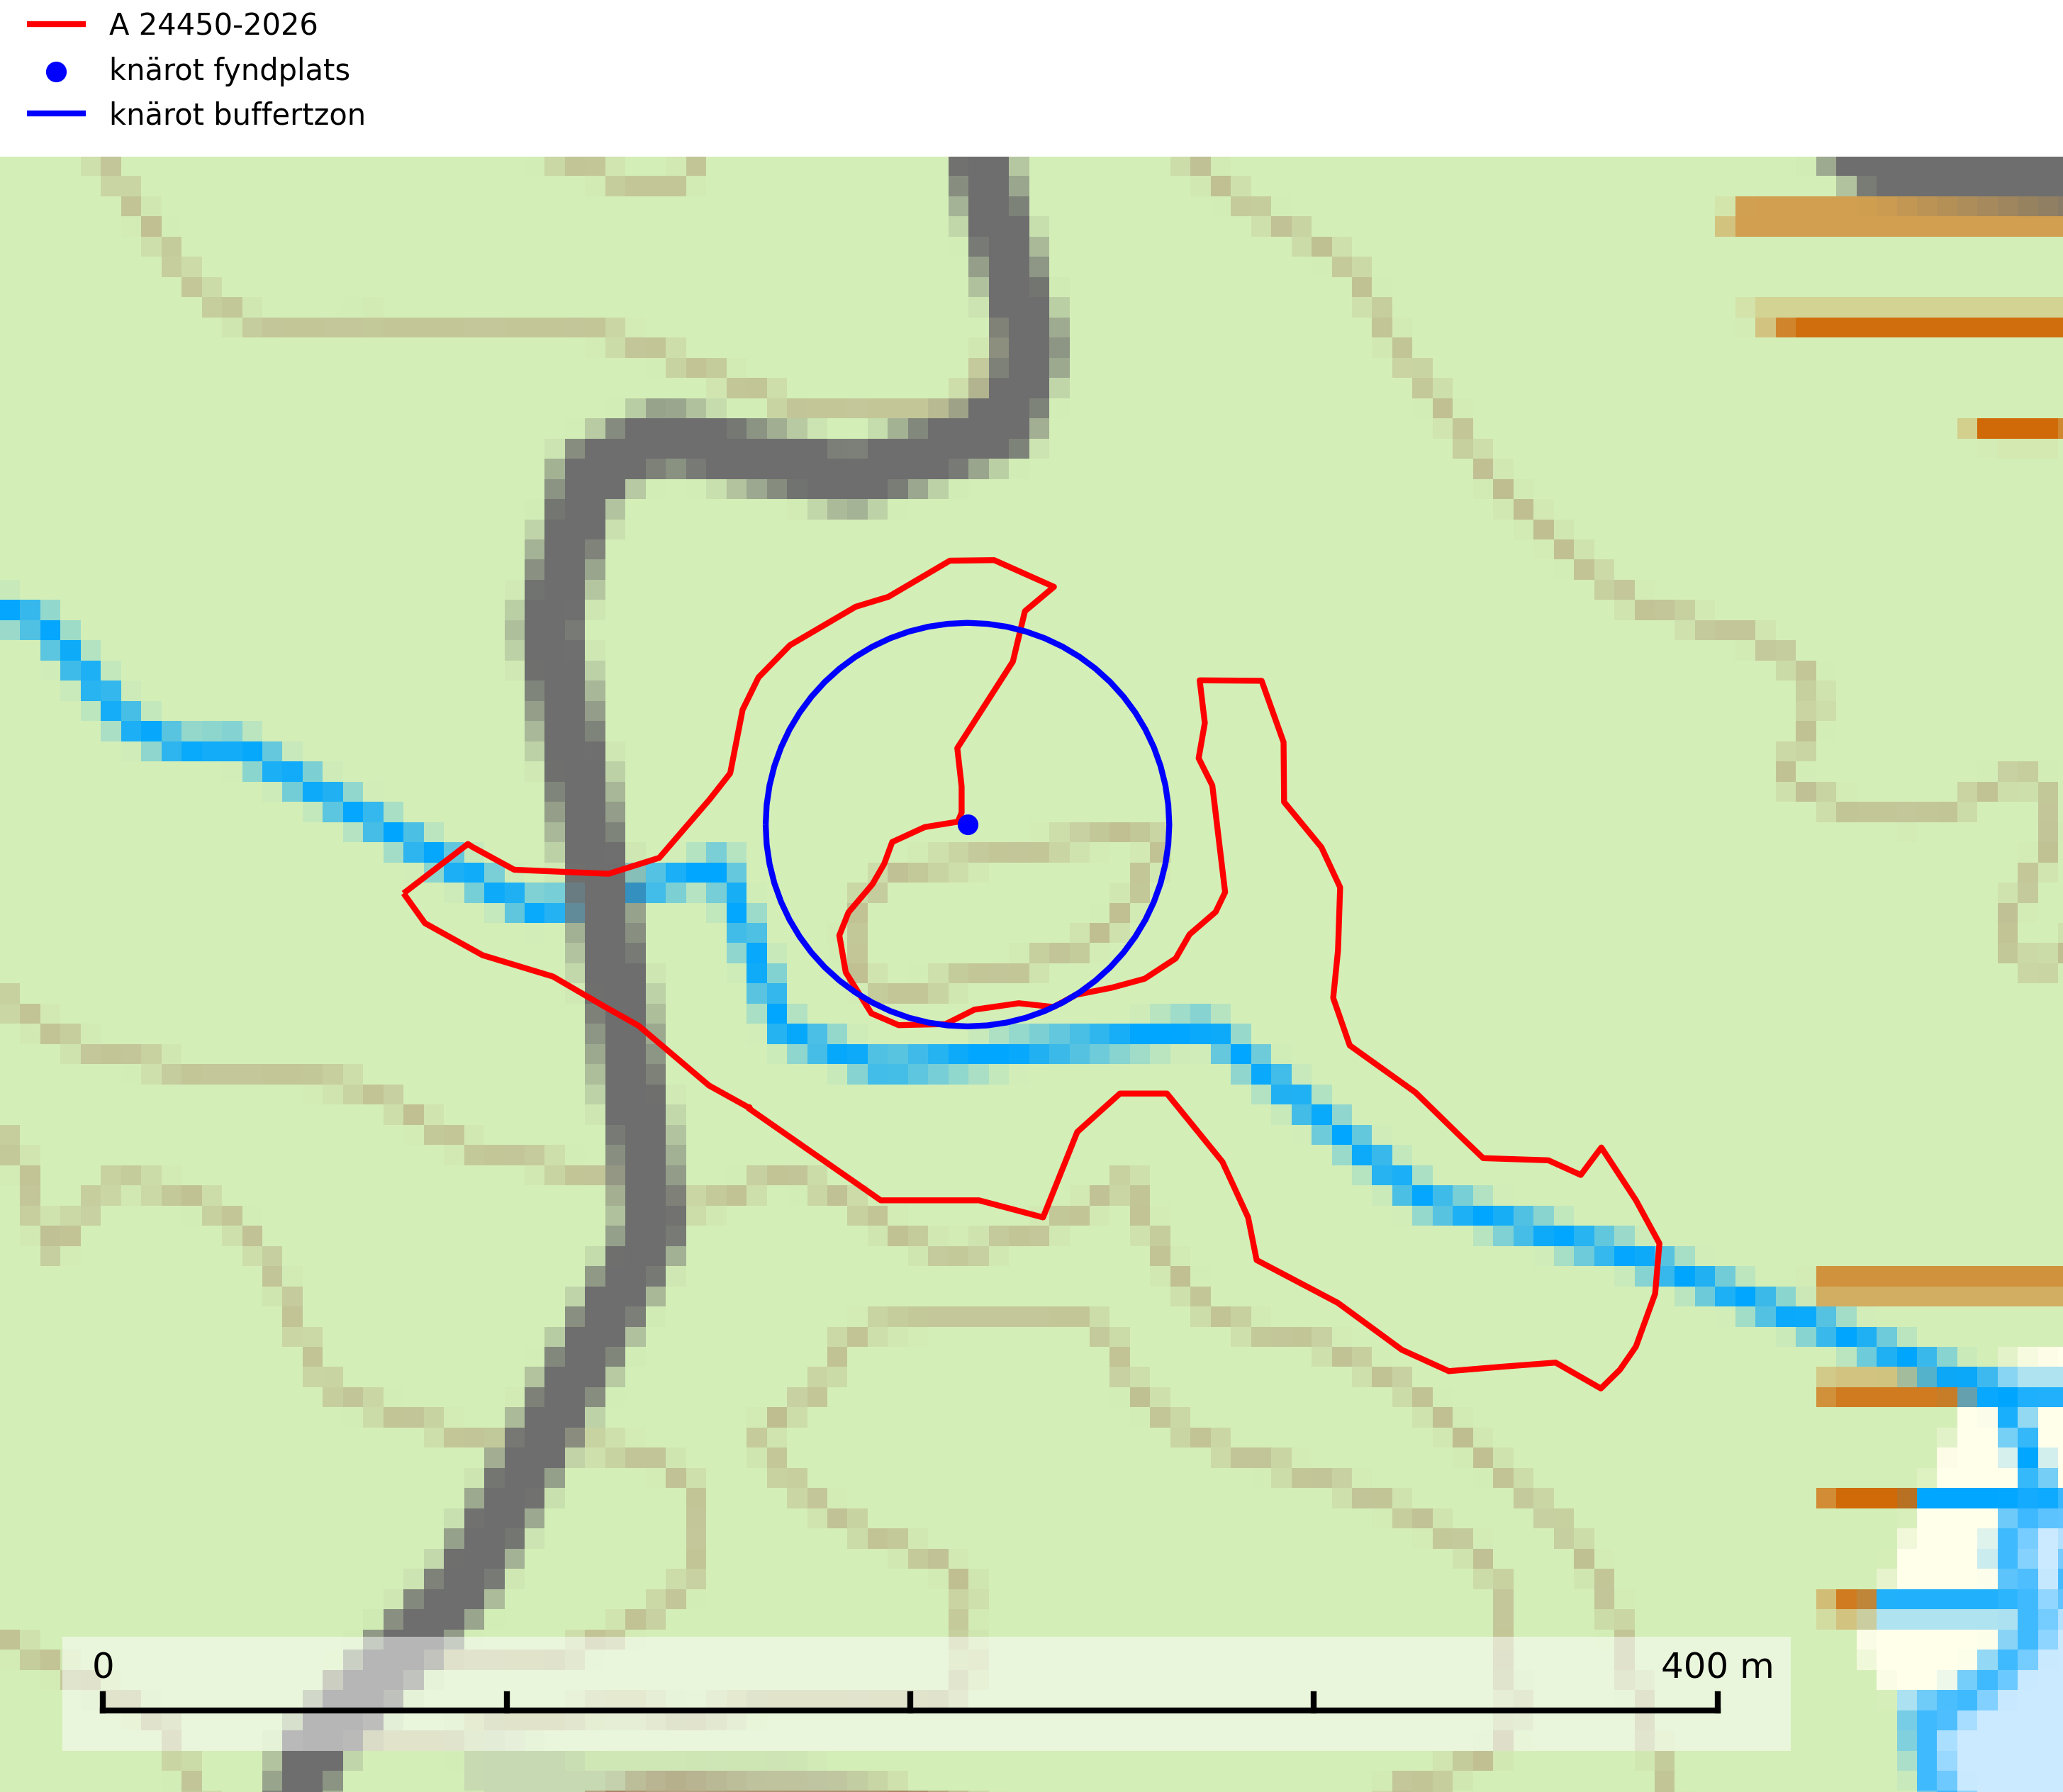 A 24450-2026
knärot fyndplats
knärot buffertzon
0
400 m